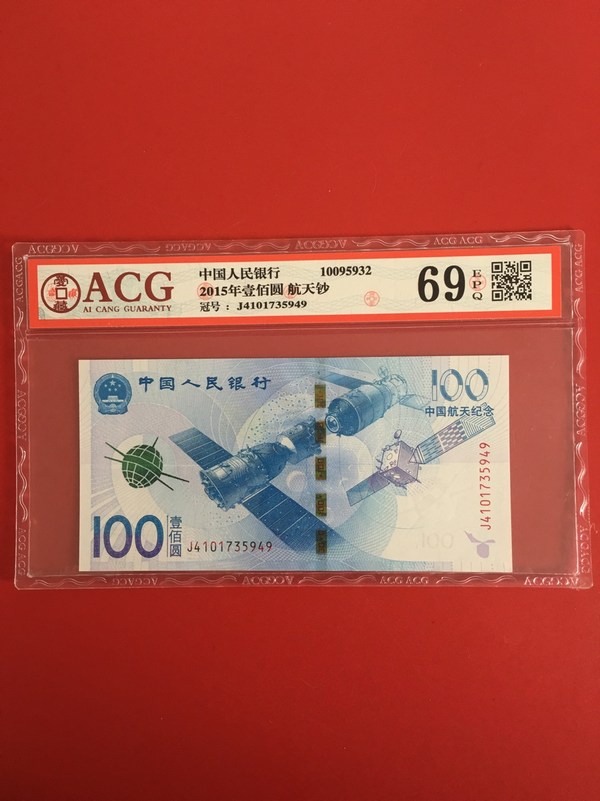 ACG
AI CANG GUARANTY
中国人民银行 10095932
2015年壹佰圆 航天钞
冠号：J4101735949
69 EPQ
中国人民银行
100
中国航天纪念
J4101735949
100 壹佰圆
J4101735949